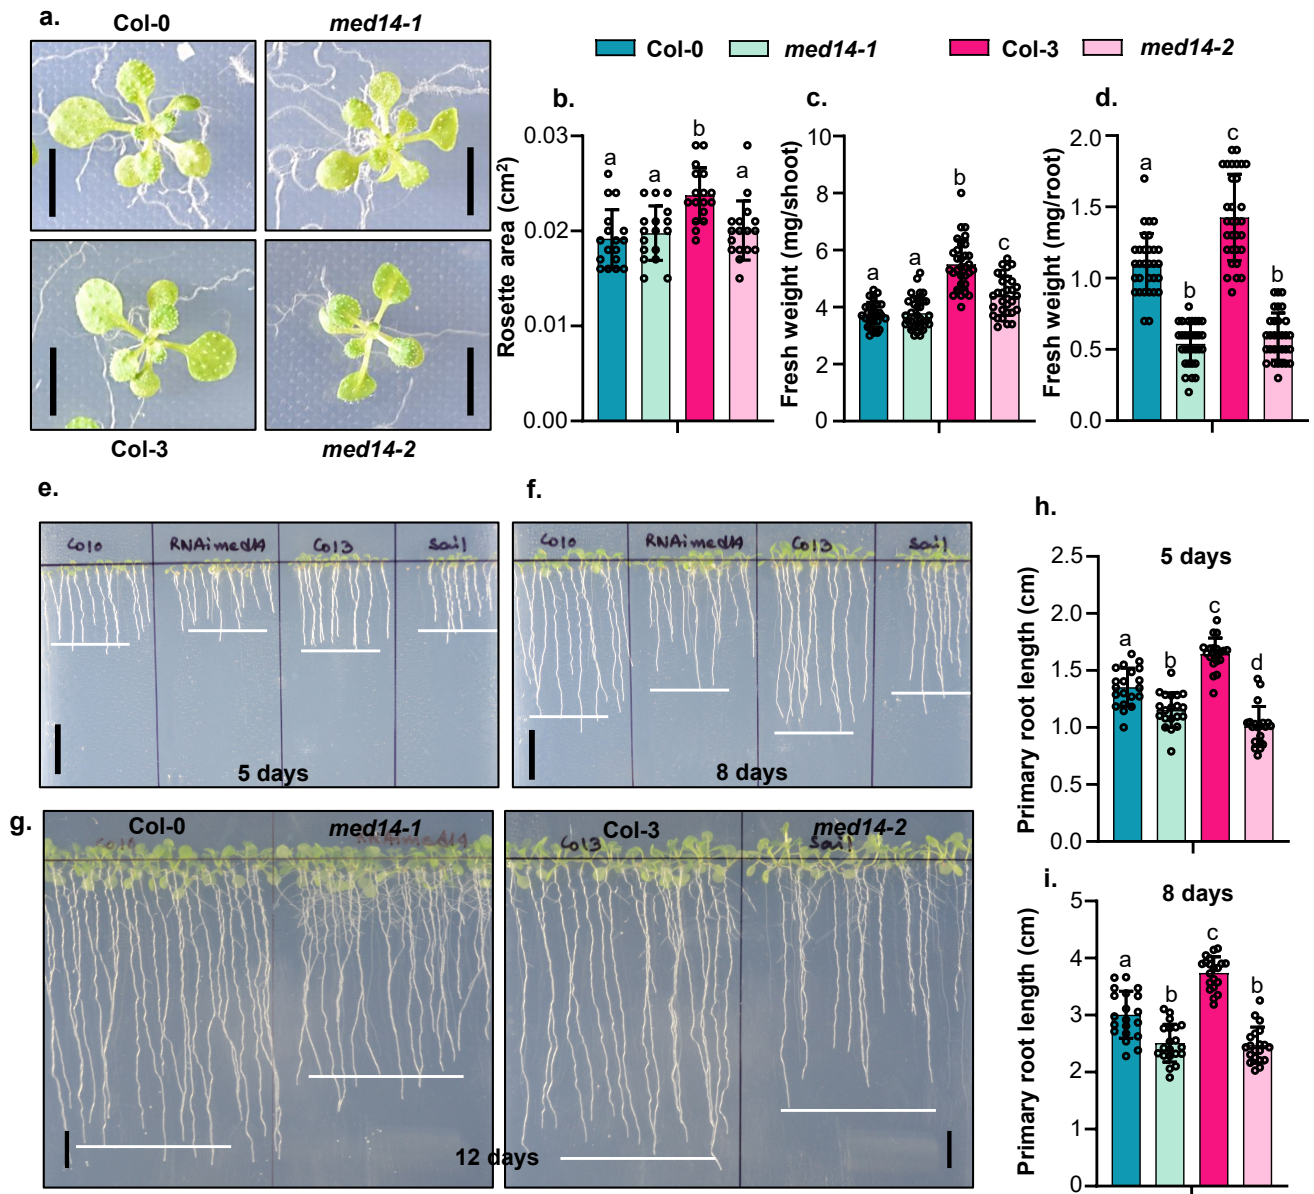 a.
Col-0
med14-1
Col-3
med14-2
Col-0
med14-1
Col-3
med14-2
b.
Rosette area (cm²)
0.03
0.02
0.01
0.00
a
a
b
a
c.
Fresh weight (mg/shoot)
10
8
6
4
2
0
a
a
b
c
d.
Fresh weight (mg/root)
2.0
1.5
1.0
0.5
0.0
a
b
c
b
e.
Col0
RNAimed14
Col3
Sail
5 days
f.
Col0
RNAimed14
Col3
Sail
8 days
g.
Col-0
med14-1
Col0
RNAimed14
Col-3
med14-2
Col3
Sail
12 days
h.
5 days
Primary root length (cm)
2.5
2.0
1.5
1.0
0.5
0.0
a
b
c
d
i.
8 days
Primary root length (cm)
5
4
3
2
1
0
a
b
c
b